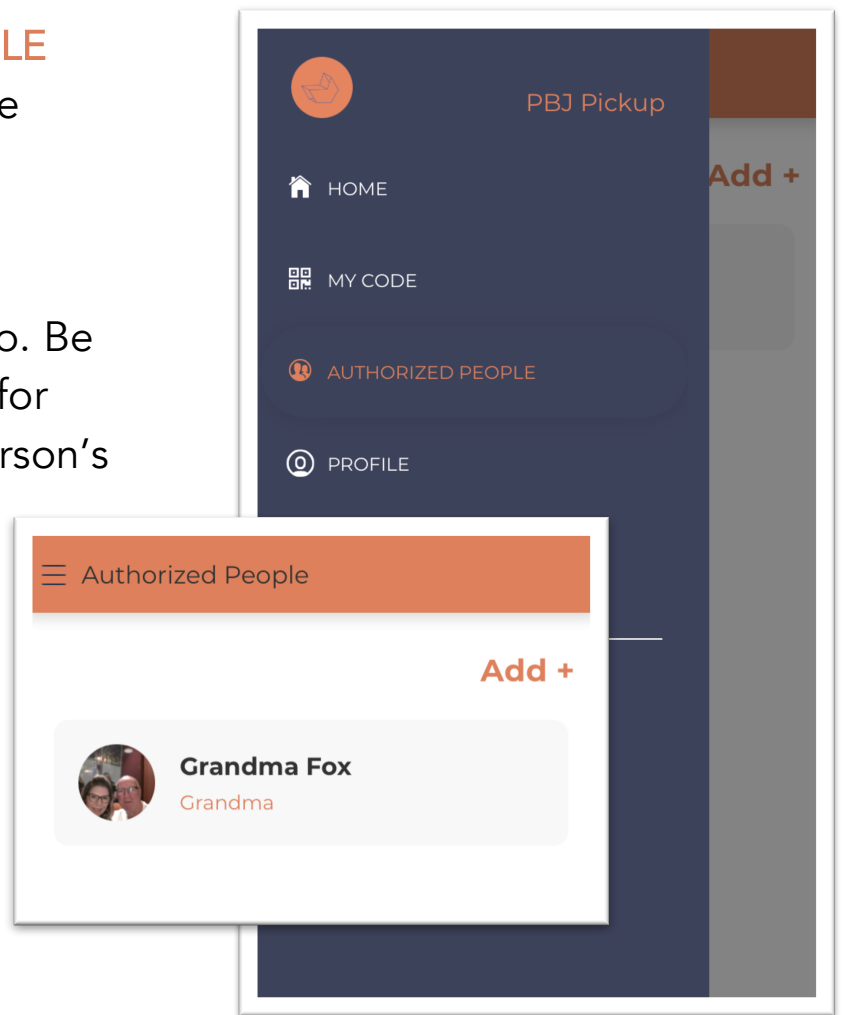 LE
e
o. Be
for
rson's
PBJ Pickup
HOME
MY CODE
AUTHORIZED PEOPLE
PROFILE
Add +
Authorized People
Add +
Grandma Fox
Grandma